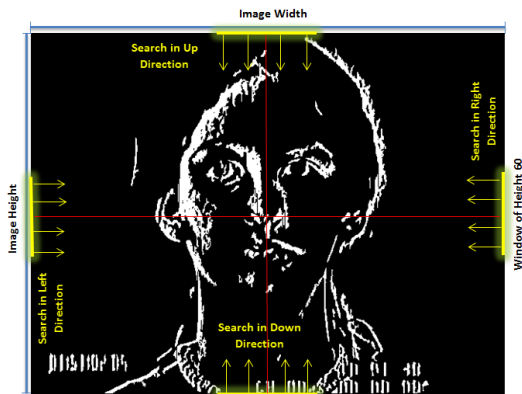 Image Width
Search in Up
Direction
Search in Right
Direction
Image Height
Window of Height 60
Search in Left
Direction
Search in Down
Direction